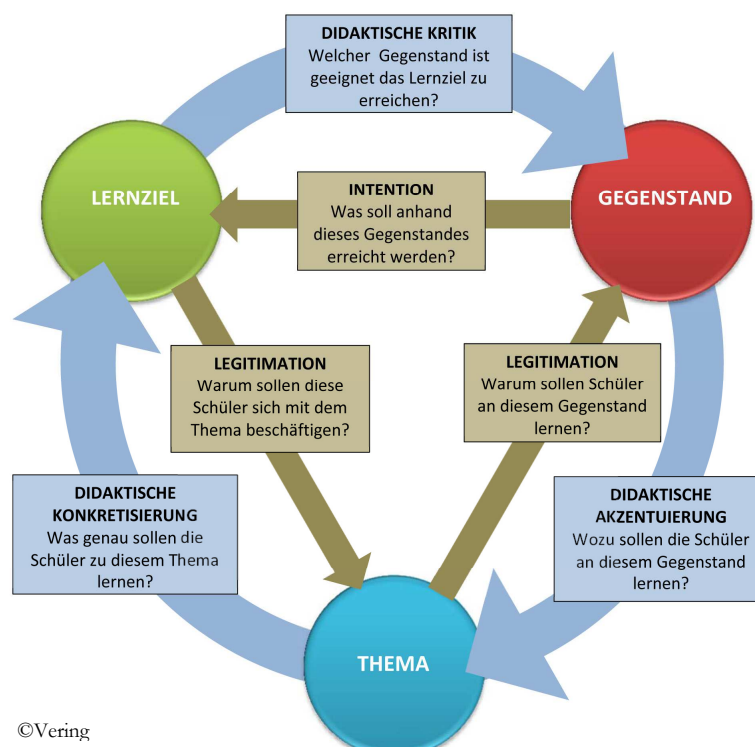 DIDAKTISCHE KRITIK
Welcher Gegenstand ist
geeignet das Lernziel zu
erreichen?
LERNZIEL
INTENTION
Was soll anhand
dieses Gegenstandes
erreicht werden?
GEGENSTAND
LEGITIMATION
Warum sollen diese
Schüler sich mit dem
Thema beschäftigen?
LEGITIMATION
Warum sollen Schüler
an diesem Gegenstand
lernen?
DIDAKTISCHE
KONKRETISIERUNG
Was genau sollen die
Schüler zu diesem Thema
lernen?
DIDAKTISCHE
AKZENTUIERUNG
Wozu sollen die Schüler
an diesem Gegenstand
lernen?
THEMA
©Vering